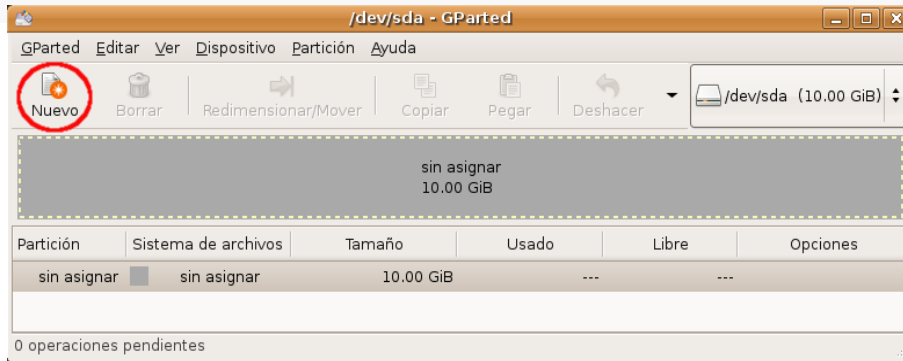 /dev/sda - GParted
GParted Editar Ver Dispositivo Partición Ayuda
Nuevo Borrar Redimensionar/Mover Copiar Pegar Deshacer /dev/sda (10.00 GiB)
sin asignar
10.00 GiB
Partición Sistema de archivos Tamaño Usado Libre Opciones
sin asignar sin asignar 10.00 GiB --- ---
0 operaciones pendientes